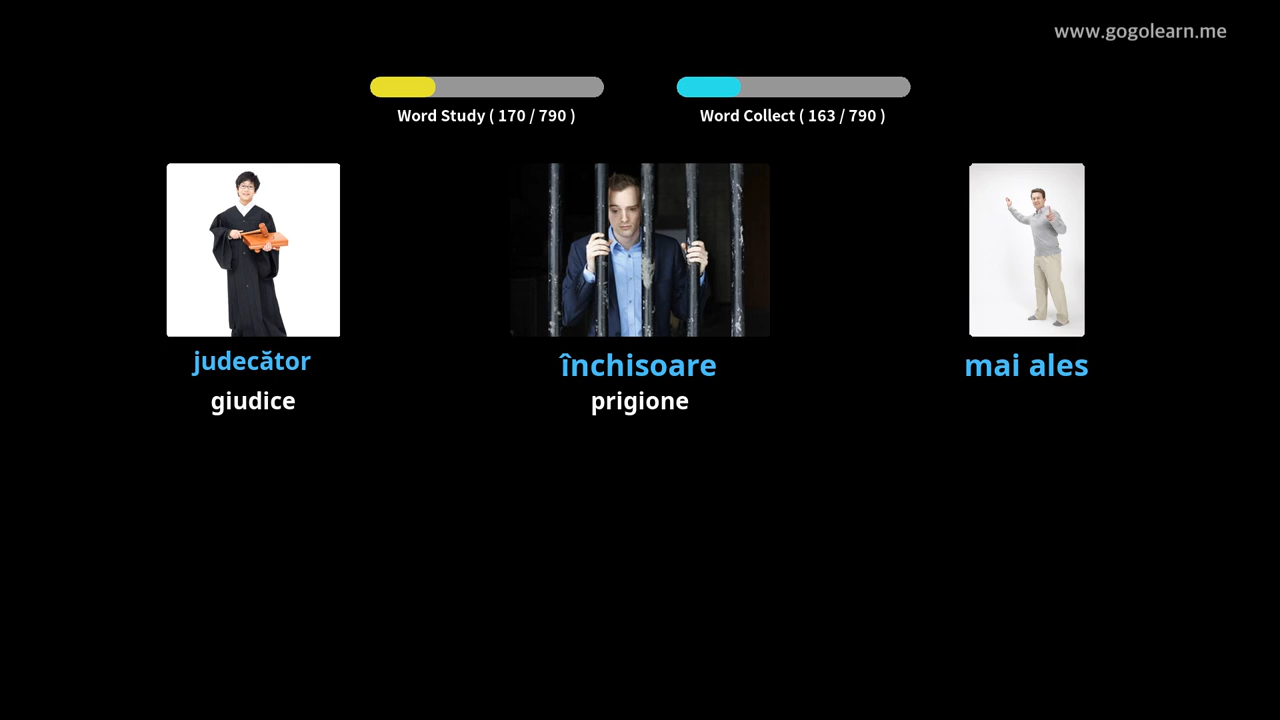 www.gogolearn.me
Word Study ( 170 / 790 )
Word Collect ( 163 / 790 )
judecător
închisoare
mai ales
giudice
prigione